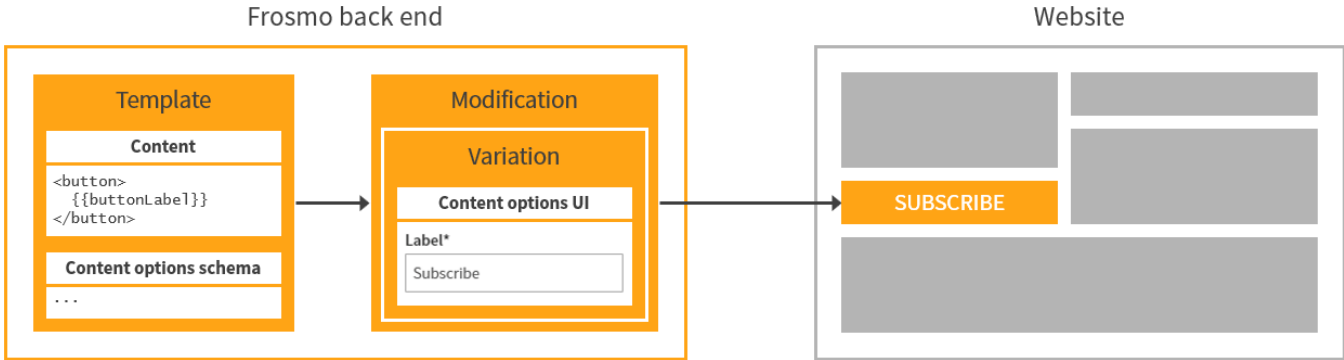 Frosmo back end
Website
Template
Content
<button>
  {{buttonLabel}}
</button>
Content options schema
...
Modification
Variation
Content options UI
Label*
Subscribe
SUBSCRIBE